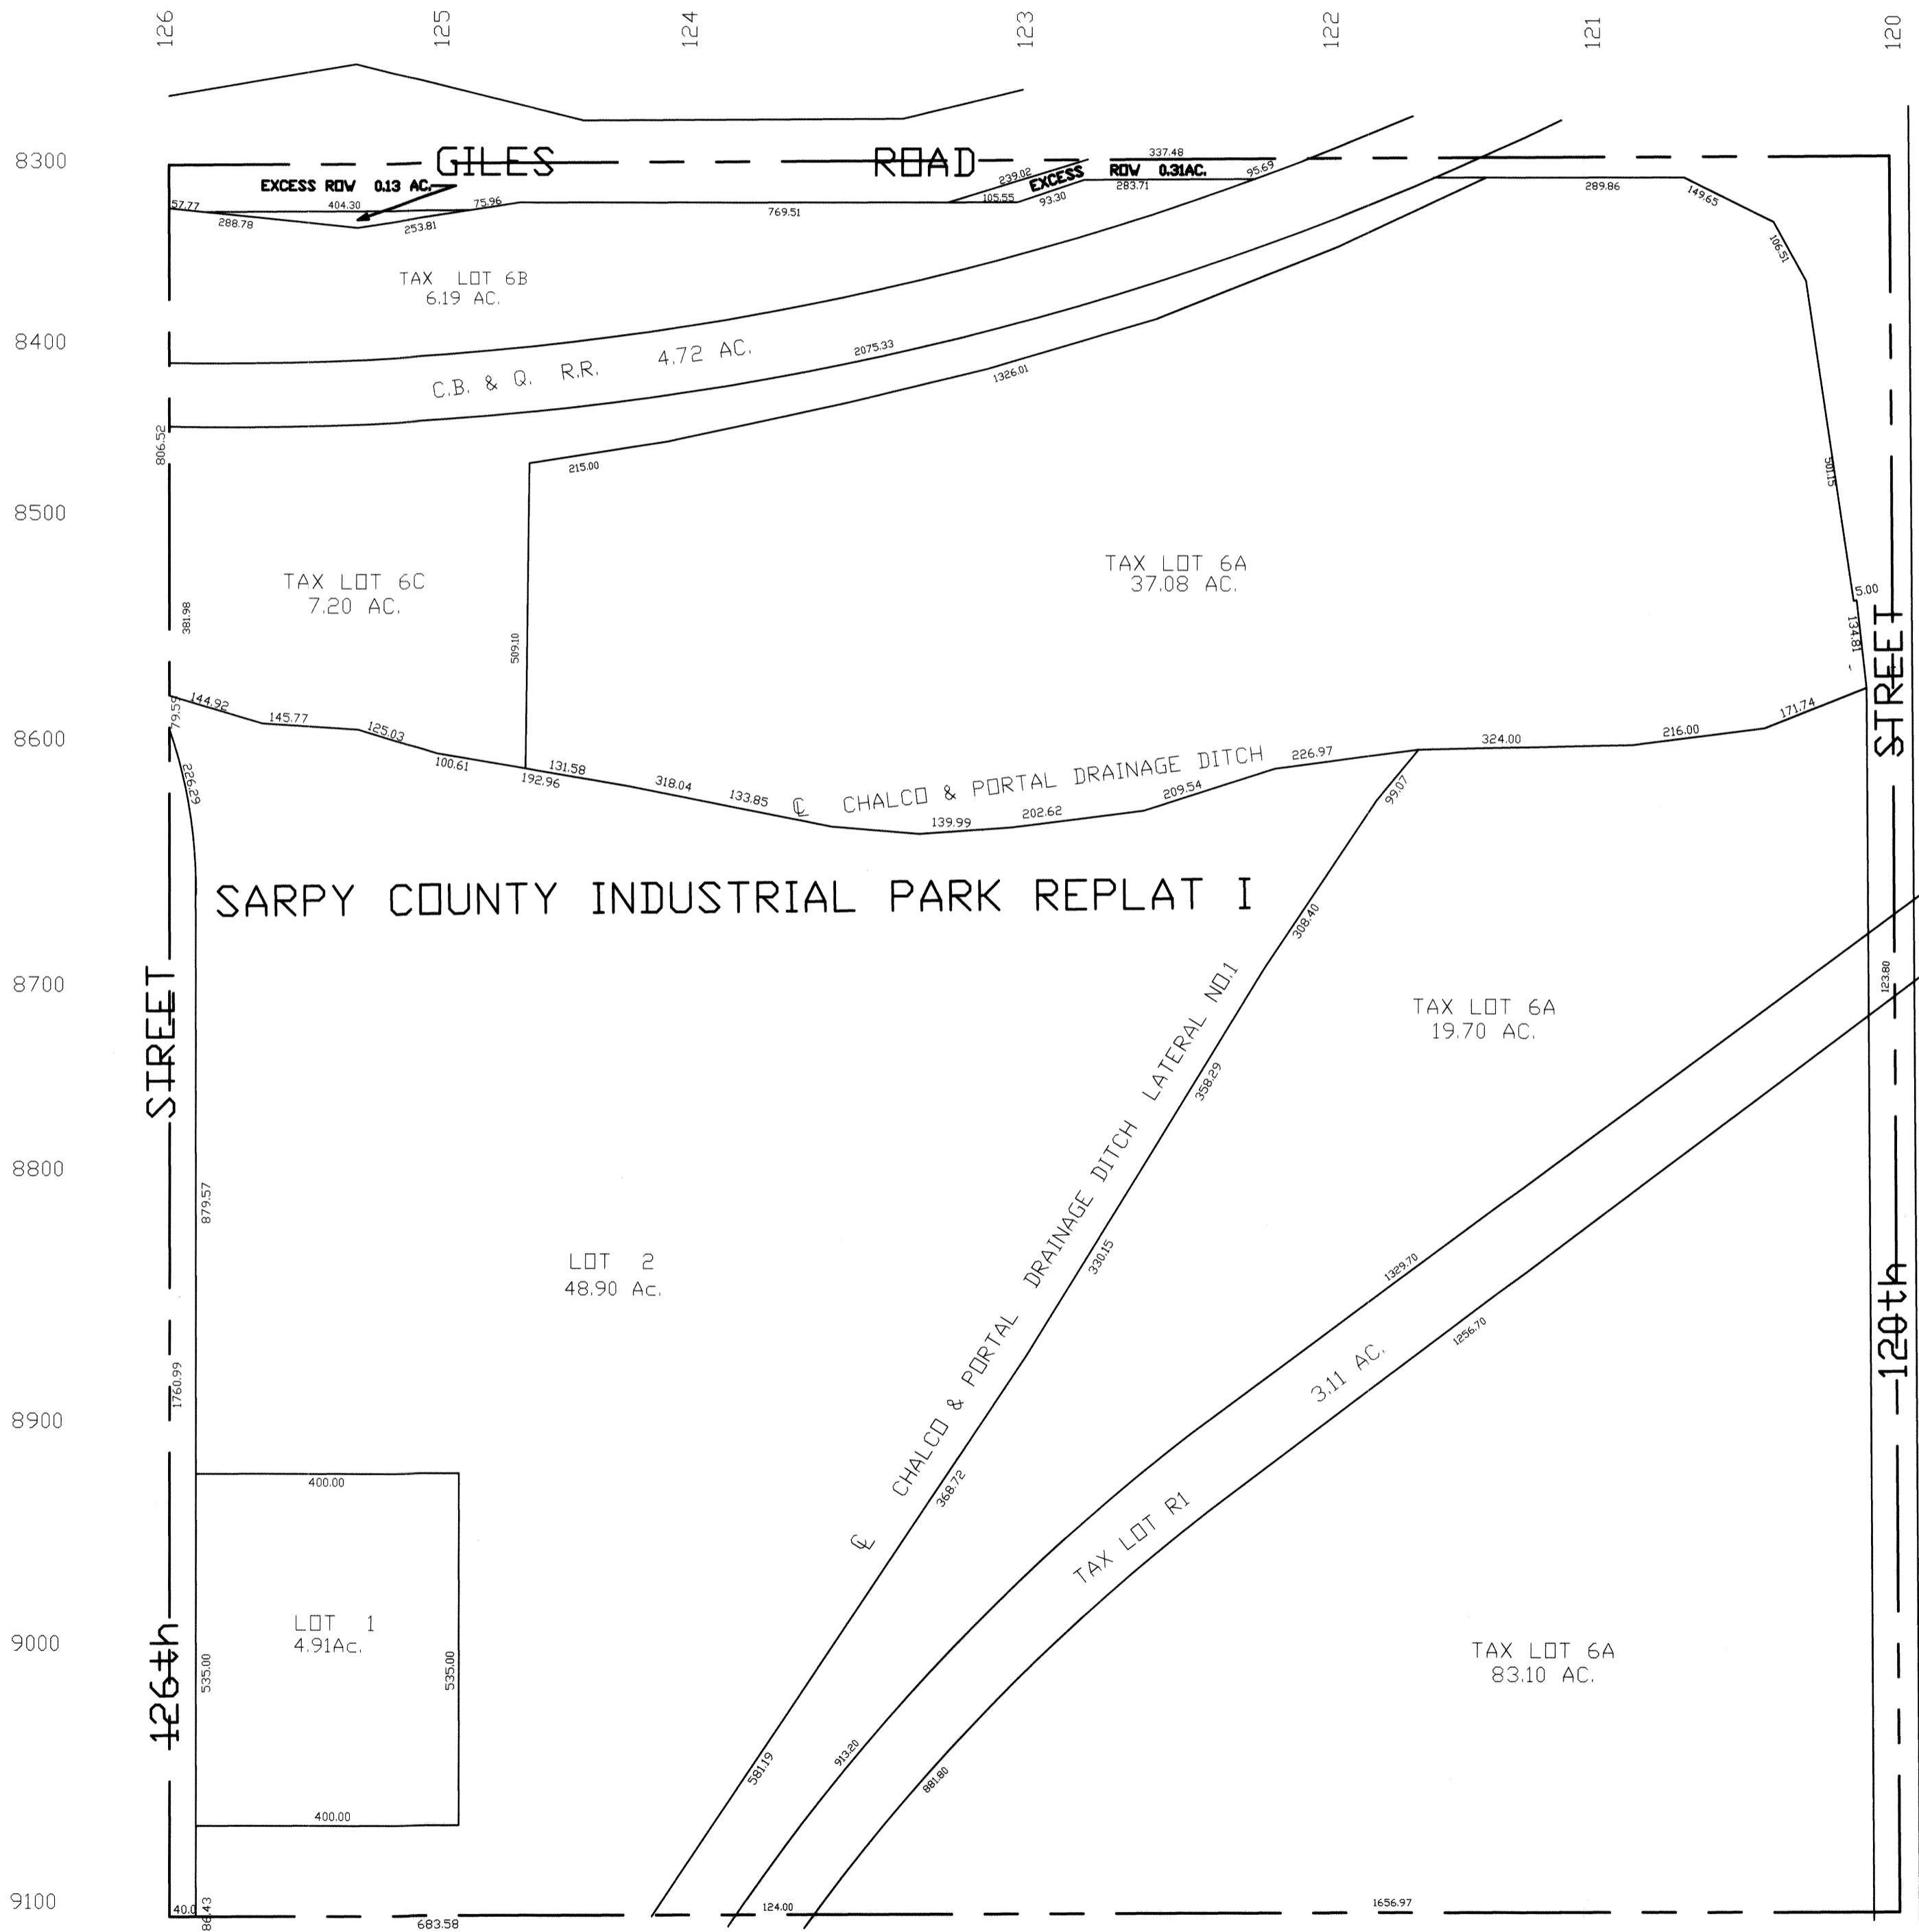 126
125
124
123
122
121
120
8300
GILES ROAD
337.48
EXCESS ROW 0.13 AC.
239.02
EXCESS ROW 0.31AC.
95.69
57.77
404.30
75.96
769.51
105.55
93.30
283.71
289.86
149.65
288.78
253.81
106.51
TAX LOT 6B
6.19 AC.
8400
C.B. & Q. R.R. 4.72 AC.
2075.33
1326.01
806.52
215.00
501.15
8500
TAX LOT 6C
7.20 AC.
TAX LOT 6A
37.08 AC.
381.98
509.10
5.00
134.81
STREET
79.59
144.92
145.77
125.03
100.61
131.58
192.96
318.04
133.85
℄ CHALCO & PORTAL DRAINAGE DITCH
139.99
202.62
209.54
226.97
324.00
216.00
171.74
8600
226.29
99.07
SARPY COUNTY INDUSTRIAL PARK REPLAT I
308.40
8700
STREET
TAX LOT 6A
19.70 AC.
123.80
℄ CHALCO & PORTAL DRAINAGE DITCH LATERAL NO.1
358.29
8800
879.57
330.15
LOT 2
48.90 Ac.
1329.70
1256.70
120th
1760.99
3.11 AC.
8900
400.00
368.72
TAX LOT R1
LOT 1
4.91Ac.
9000
535.00
535.00
126th
TAX LOT 6A
83.10 AC.
581.19
913.20
881.80
400.00
9100
40.0
86.43
683.58
124.00
1656.97